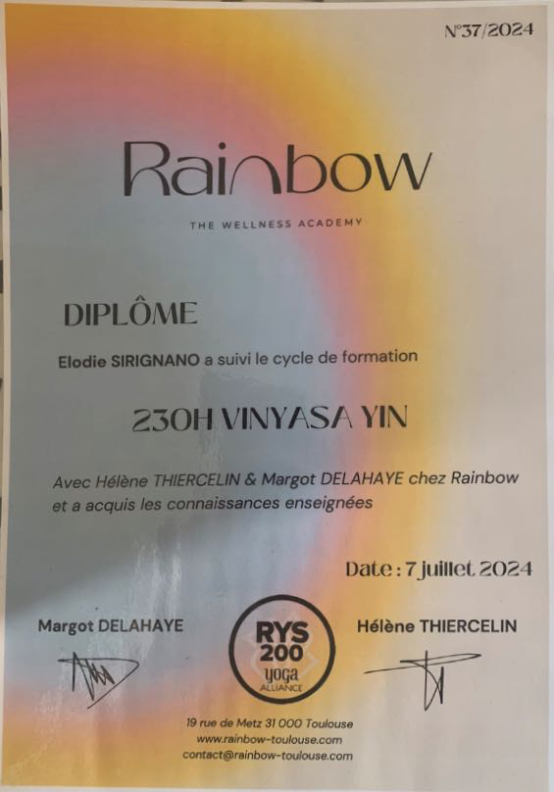 N°37/2024
Rainbow
THE WELLNESS ACADEMY
DIPLÔME
Elodie SIRIGNANO a suivi le cycle de formation
230H VINYASA YIN
Avec Hélène THIERCELIN & Margot DELAHAYE chez Rainbow
et a acquis les connaissances enseignées
Date : 7 juillet 2024
Margot DELAHAYE
Hélène THIERCELIN
RYS
200
yoga
ALLIANCE
19 rue de Metz 31 000 Toulouse
www.rainbow-toulouse.com
contact@rainbow-toulouse.com